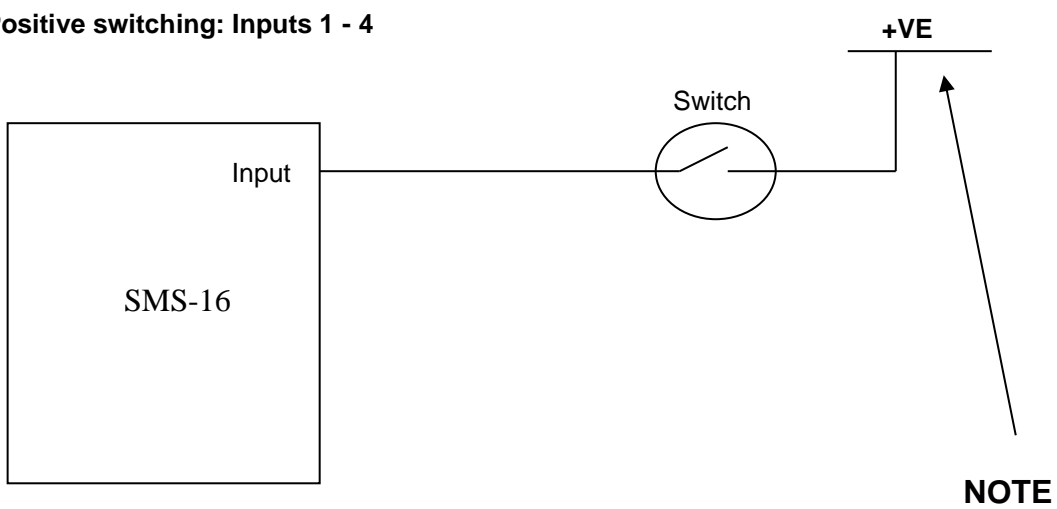 ositive switching: Inputs 1 - 4
+VE
Switch
Input
SMS-16
NOTE